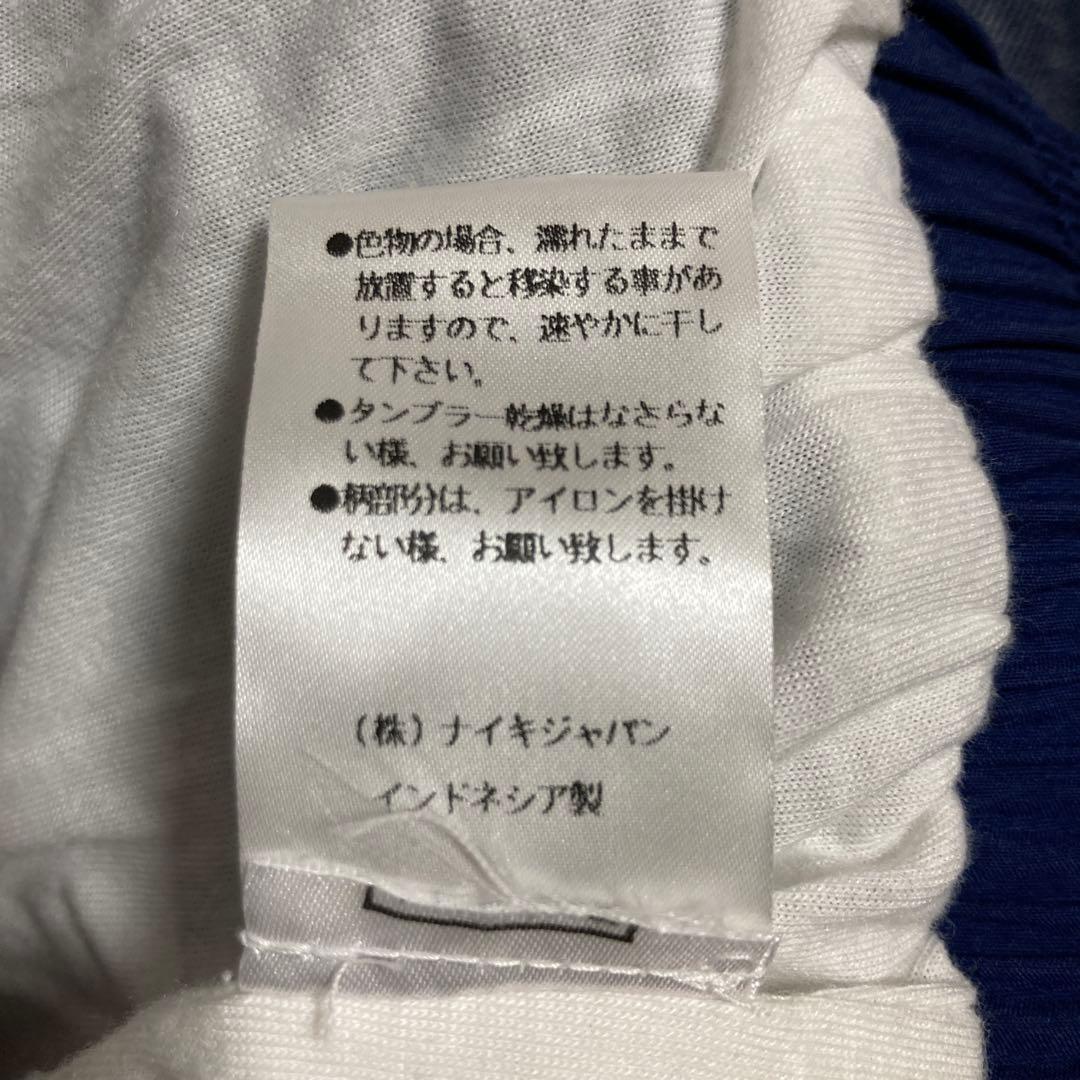 ●色物の場合、濡れたままで
放置すると移染する事があ
りますので、速やかに干し
て下さい。
●タンブラー乾燥はなさらな
い様、お願い致します。
●柄部分は、アイロンを掛け
ない様、お願い致します。
(株)ナイキジャパン
インドネシア製